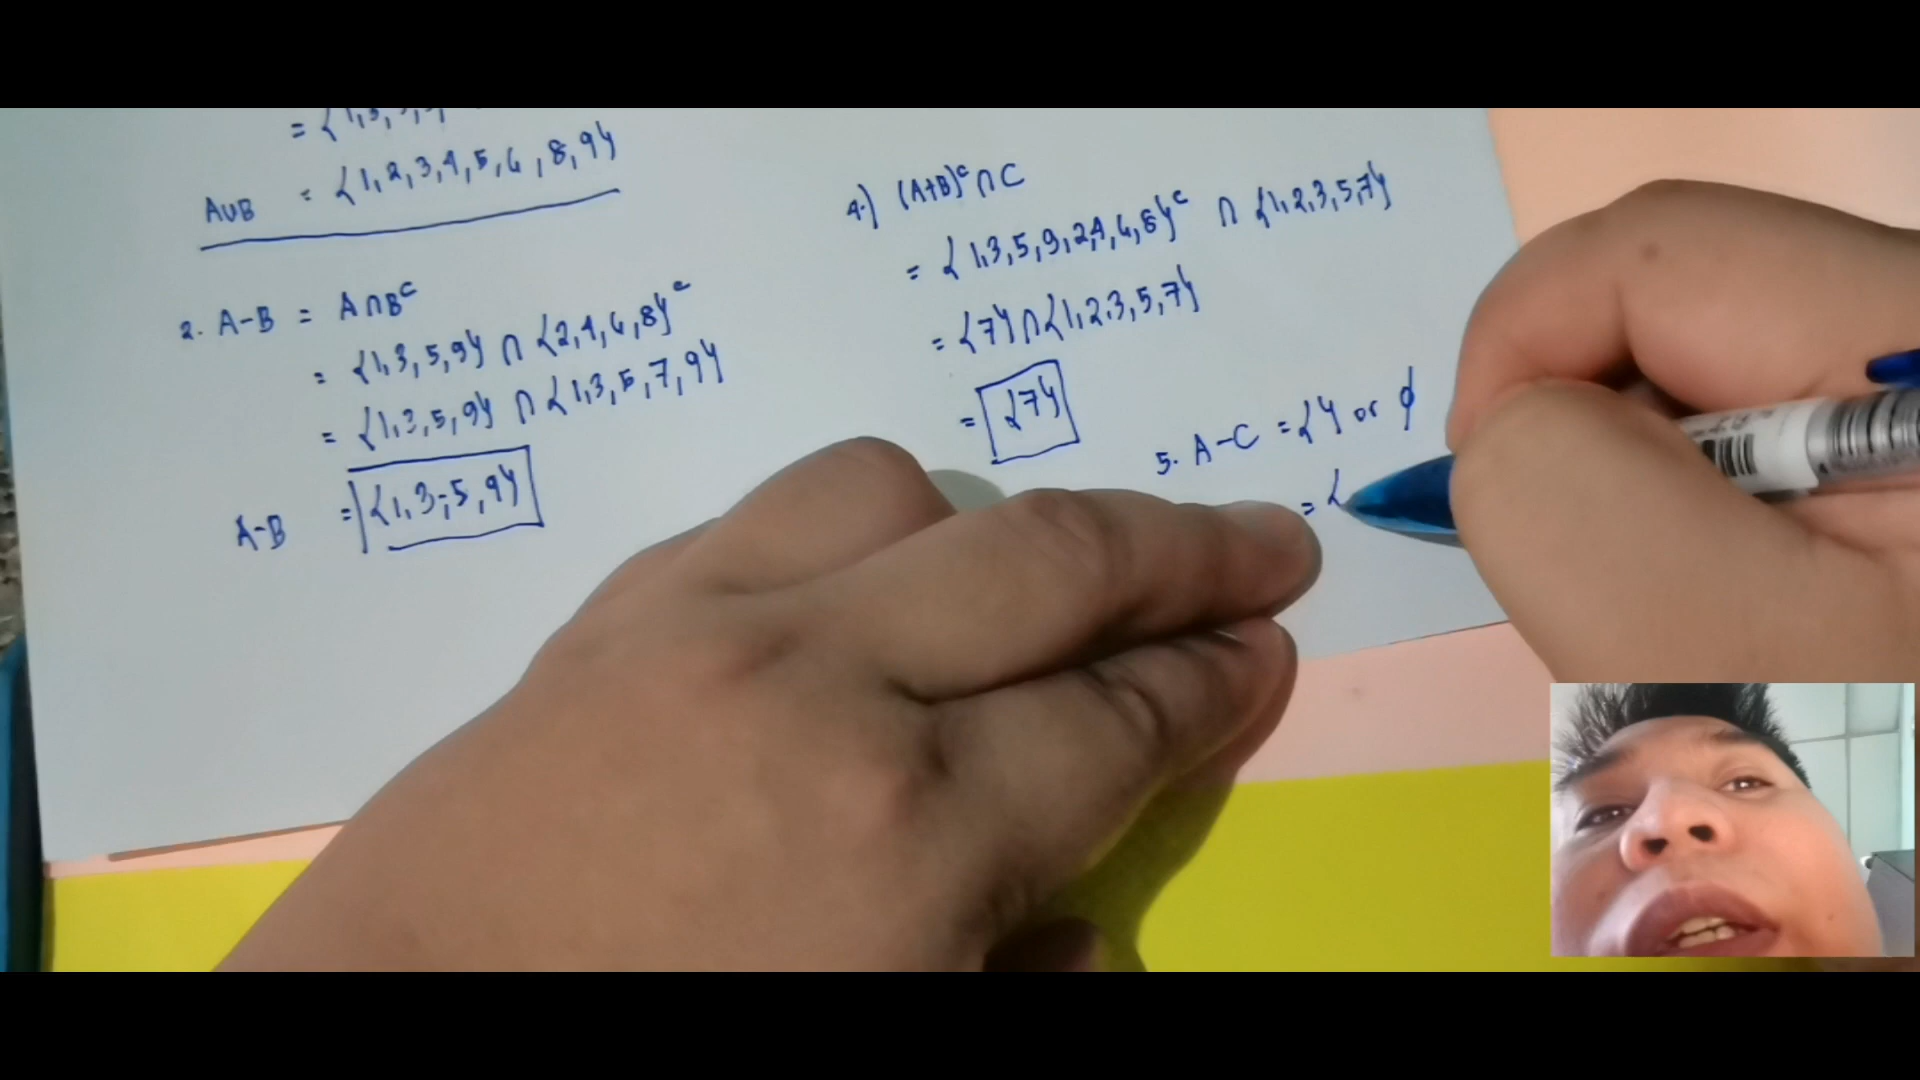 = {1,3,
A∪B = {1,2,3,4,5,6,8,9}
2. A-B = A∩Bᶜ
= {1,3,5,9} ∩ {2,4,6,8}ᶜ
= {1,3,5,9} ∩ {1,3,5,7,9}
A-B = {1,3,5,9}
4.) (A+B)ᶜ∩C
= {1,3,5,9,2,4,6,8}ᶜ ∩ {1,2,3,5,7}
= {7}∩{1,2,3,5,7}
= {7}
5. A-C = {} or ϕ
= {